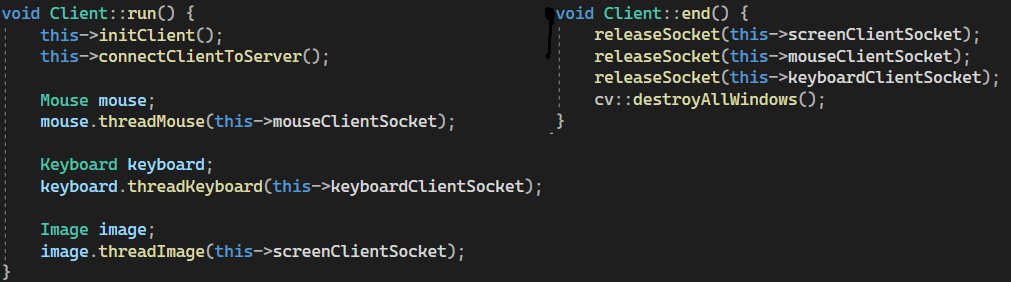 void Client::run() {
    this->initClient();
    this->connectClientToServer();

    Mouse mouse;
    mouse.threadMouse(this->mouseClientSocket);

    Keyboard keyboard;
    keyboard.threadKeyboard(this->keyboardClientSocket);

    Image image;
    image.threadImage(this->screenClientSocket);
}
void Client::end() {
    releaseSocket(this->screenClientSocket);
    releaseSocket(this->mouseClientSocket);
    releaseSocket(this->keyboardClientSocket);
    cv::destroyAllWindows();
}